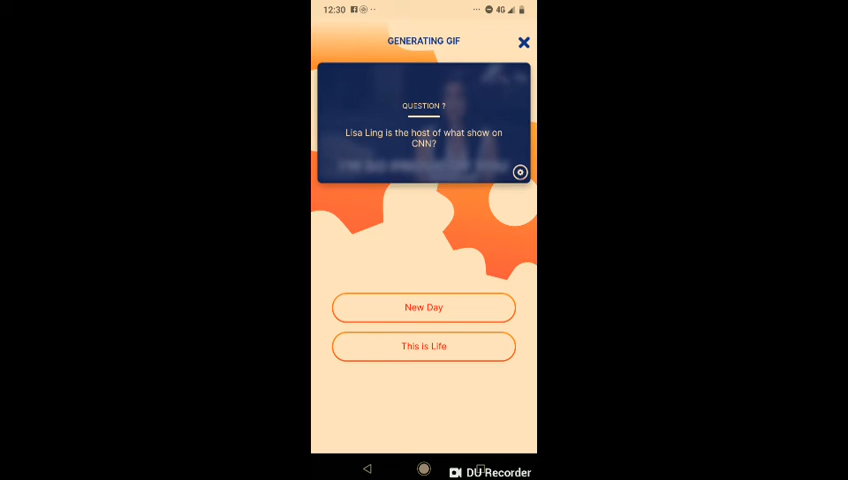 12:30
4G
GENERATING GIF
QUESTION ?
Lisa Ling is the host of what show on
CNN?
New Day
This is Life
DU Recorder